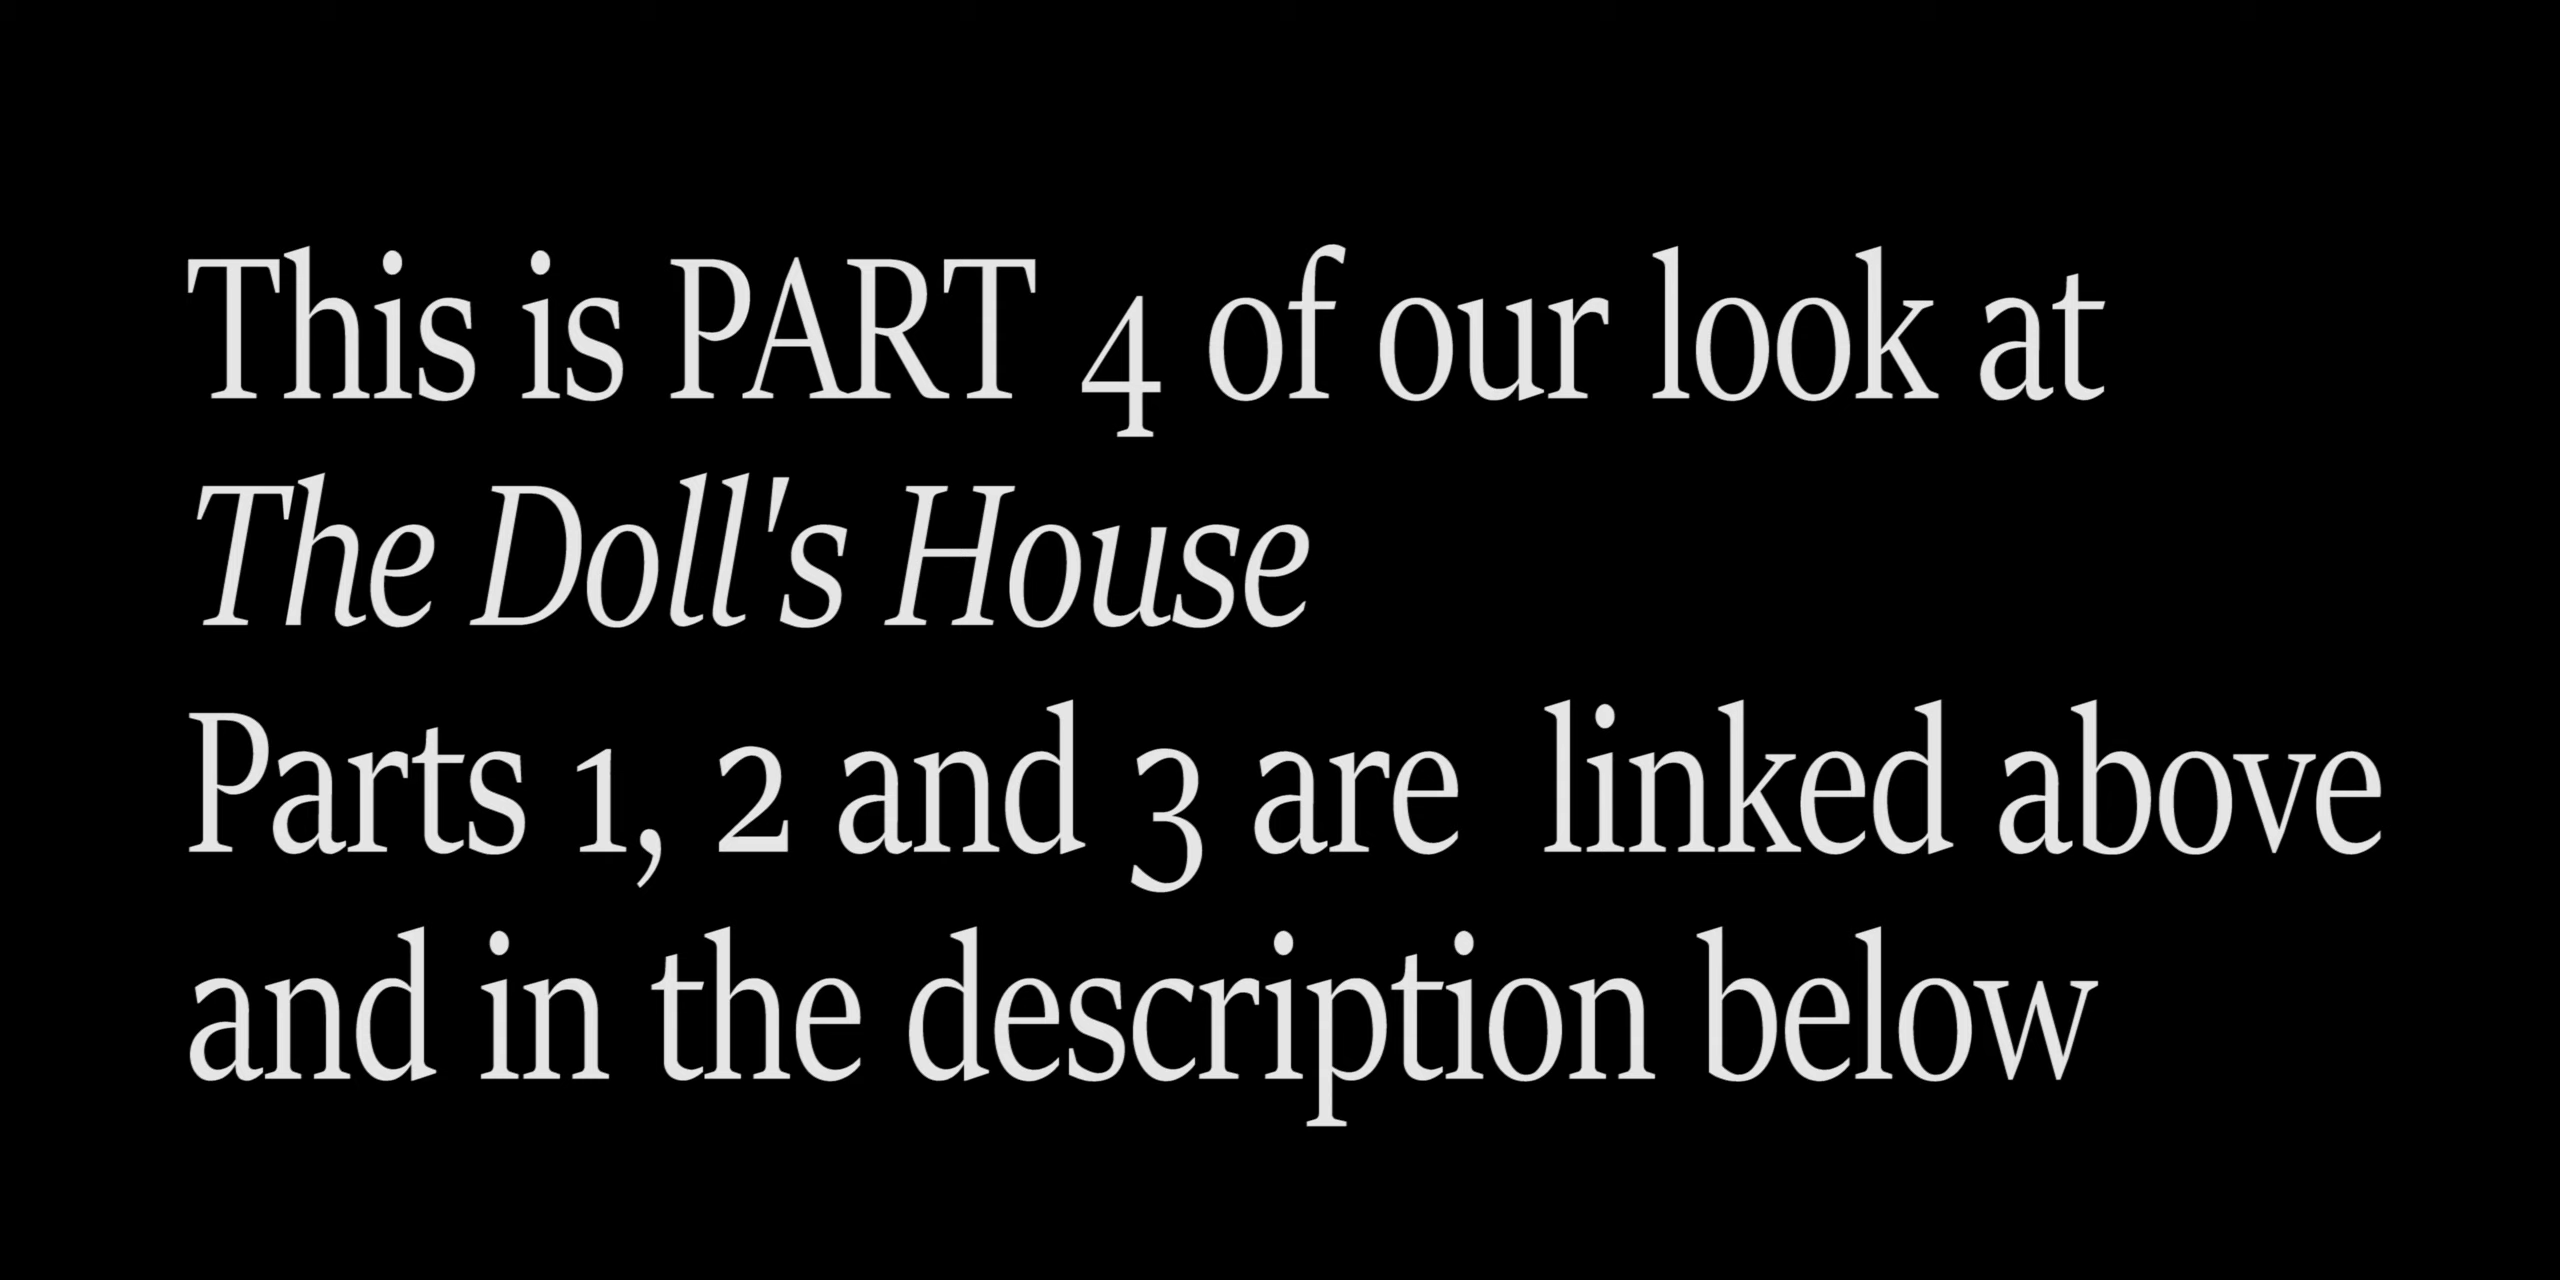 This is PART 4 of our look at
The Doll's House
Parts 1, 2 and 3 are  linked above
and in the description below